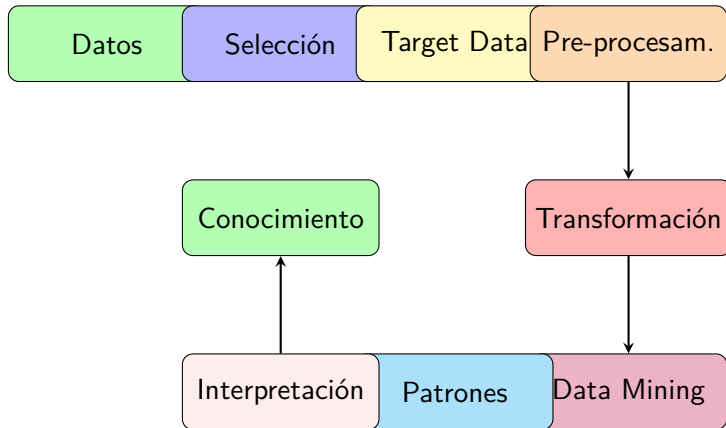 Datos
Selección
Target Data
Pre-procesam.
Conocimiento
Transformación
Interpretación
Patrones
Data Mining